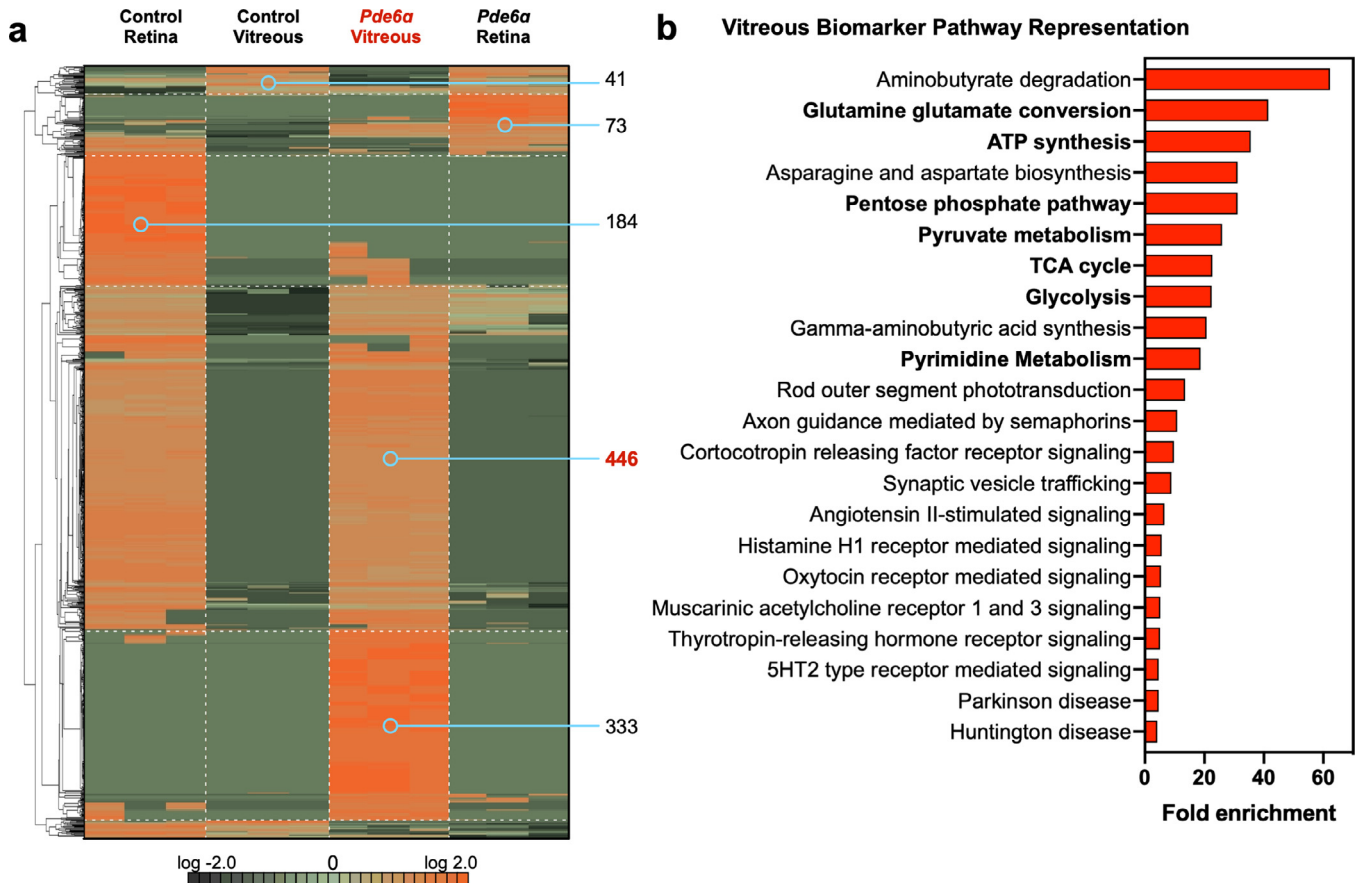 a
Control
Retina
Control
Vitreous
Pde6ɑ
Vitreous
Pde6ɑ
Retina
41
73
184
446
333
log -2.0
0
log 2.0
b
Vitreous Biomarker Pathway Representation
Aminobutyrate degradation
Glutamine glutamate conversion
ATP synthesis
Asparagine and aspartate biosynthesis
Pentose phosphate pathway
Pyruvate metabolism
TCA cycle
Glycolysis
Gamma-aminobutyric acid synthesis
Pyrimidine Metabolism
Rod outer segment phototransduction
Axon guidance mediated by semaphorins
Cortocotropin releasing factor receptor signaling
Synaptic vesicle trafficking
Angiotensin II-stimulated signaling
Histamine H1 receptor mediated signaling
Oxytocin receptor mediated signaling
Muscarinic acetylcholine receptor 1 and 3 signaling
Thyrotropin-releasing hormone receptor signaling
5HT2 type receptor mediated signaling
Parkinson disease
Huntington disease
0 20 40 60
Fold enrichment